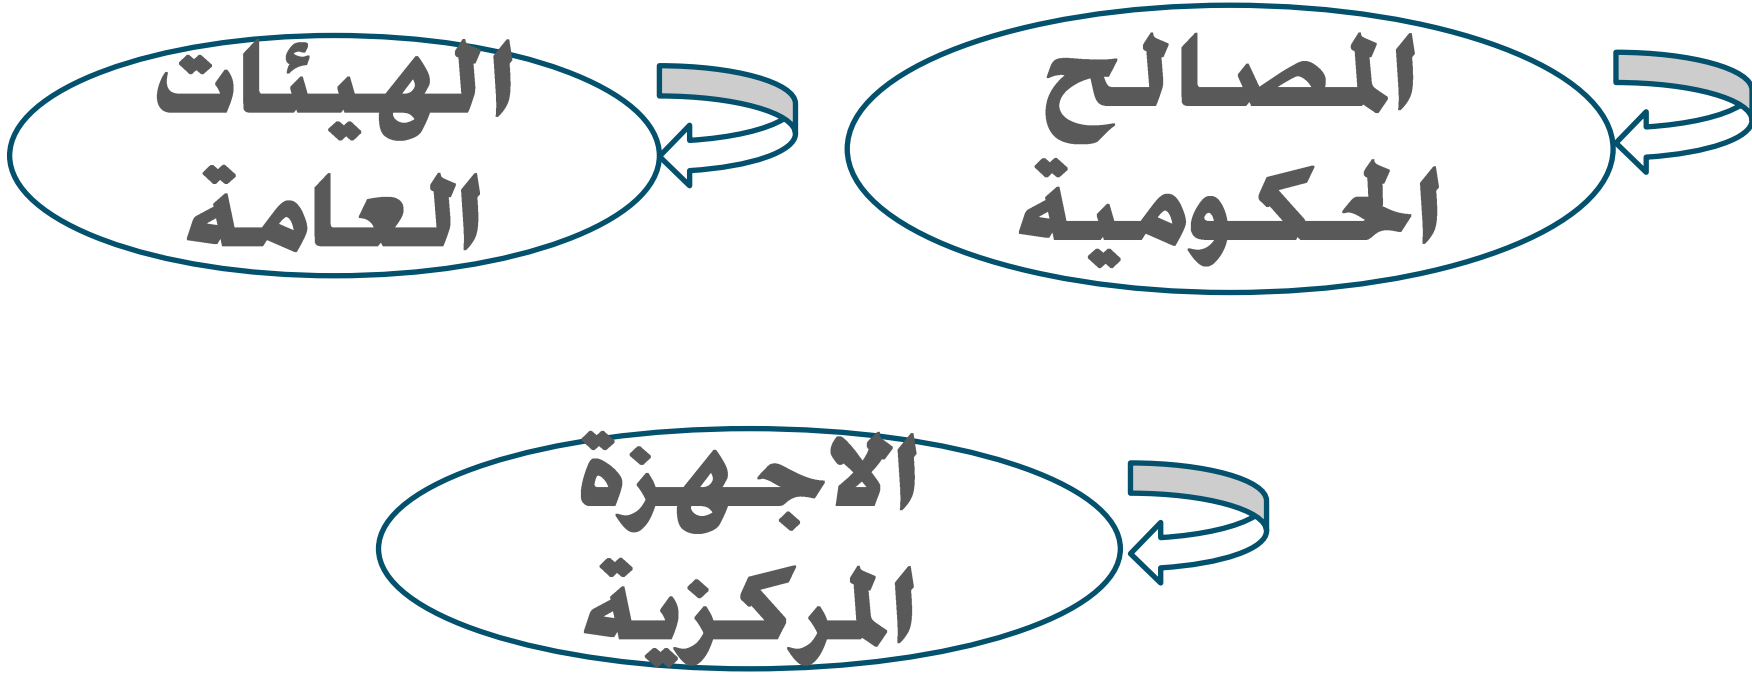 المصالح
الحكومية
الهيئات
العامة
الاجهزة
المركزية